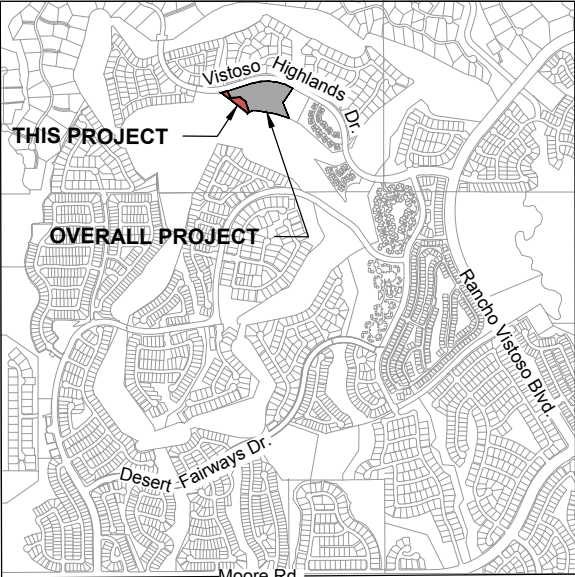 Vistoso Highlands Dr.
THIS PROJECT
OVERALL PROJECT
Rancho Vistoso Blvd.
Desert Fairways Dr.
Moore Rd.